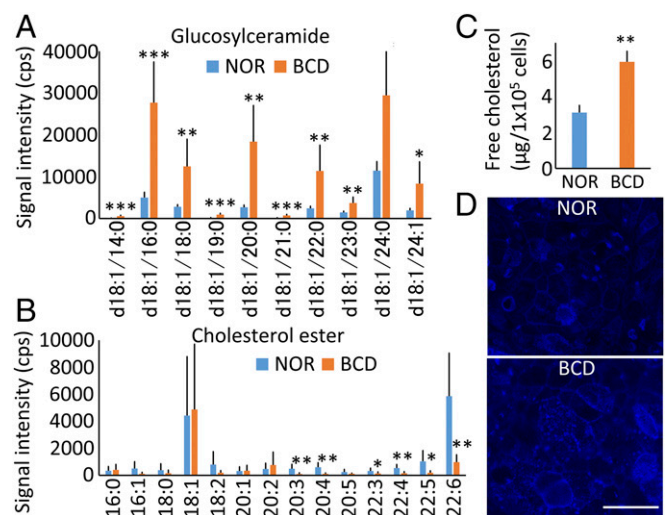 A
Glucosylceramide
NOR BCD
Signal intensity (cps)
40000
30000
20000
10000
0
*** *** ** *** ** *** ** ** *
d18:1/14:0
d18:1/16:0
d18:1/18:0
d18:1/19:0
d18:1/20:0
d18:1/21:0
d18:1/22:0
d18:1/23:0
d18:1/24:0
d18:1/24:1
B
Cholesterol ester
NOR BCD
Signal intensity (cps)
10000
8000
6000
4000
2000
0
** ** * ** * **
16:0
16:1
18:0
18:1
18:2
20:1
20:2
20:3
20:4
20:5
22:3
22:4
22:5
22:6
C
Free cholesterol
(µg/1x10⁵ cells)
6
4
2
0
**
NOR BCD
D
NOR
BCD